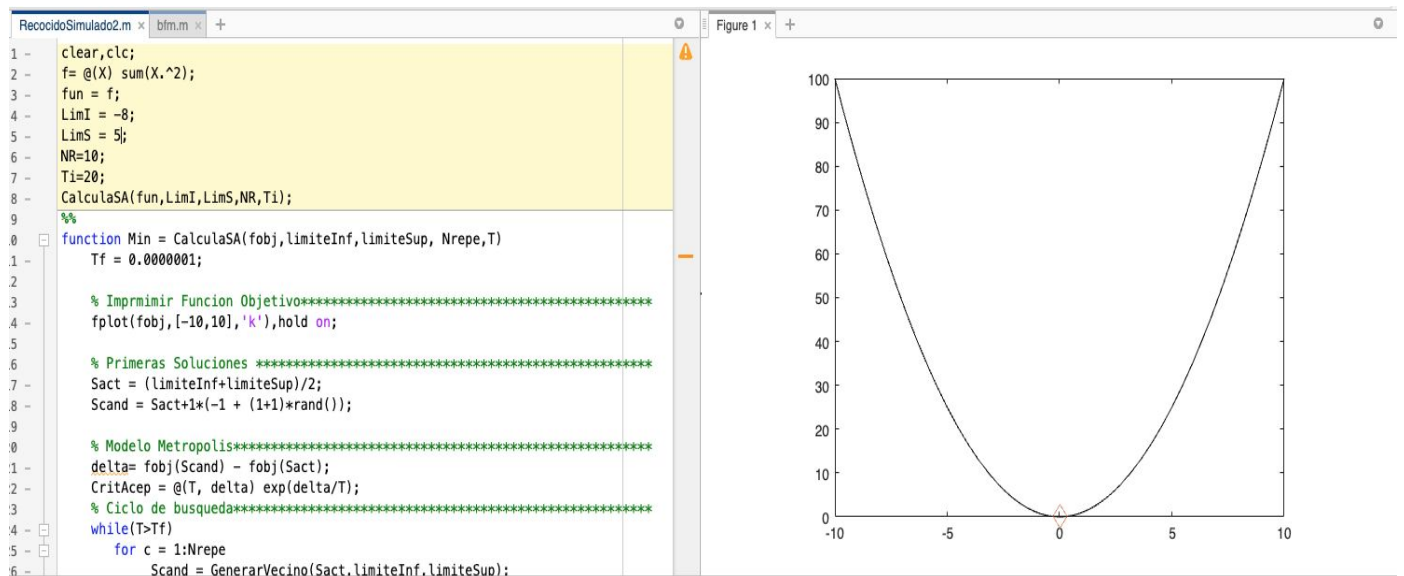 RecocidoSimulado2.m × bfm.m × +
1 - clear,clc;
2 - f= @(X) sum(X.^2);
3 - fun = f;
4 - LimI = -8;
5 - LimS = 5;
6 - NR=10;
7 - Ti=20;
8 - CalculaSA(fun,LimI,LimS,NR,Ti);
9 %%
0 function Min = CalculaSA(fobj,limiteInf,limiteSup, Nrepe,T)
1 - Tf = 0.0000001;
2
3 % Imprmimir Funcion Objetivo***********************************************
4 - fplot(fobj,[-10,10],'k'),hold on;
5
6 % Primeras Soluciones *****************************************************
7 - Sact = (limiteInf+limiteSup)/2;
8 - Scand = Sact+1*(-1 + (1+1)*rand());
9
0 % Modelo Metropolis********************************************************
1 - delta= fobj(Scand) - fobj(Sact);
2 - CritAcep = @(T, delta) exp(delta/T);
3 % Ciclo de busqueda********************************************************
4 - while(T>Tf)
5 - for c = 1:Nrepe
6 - Scand = GenerarVecino(Sact,limiteInf,limiteSup);
Figure 1 × +
100
90
80
70
60
50
40
30
20
10
0
-10 -5 0 5 10